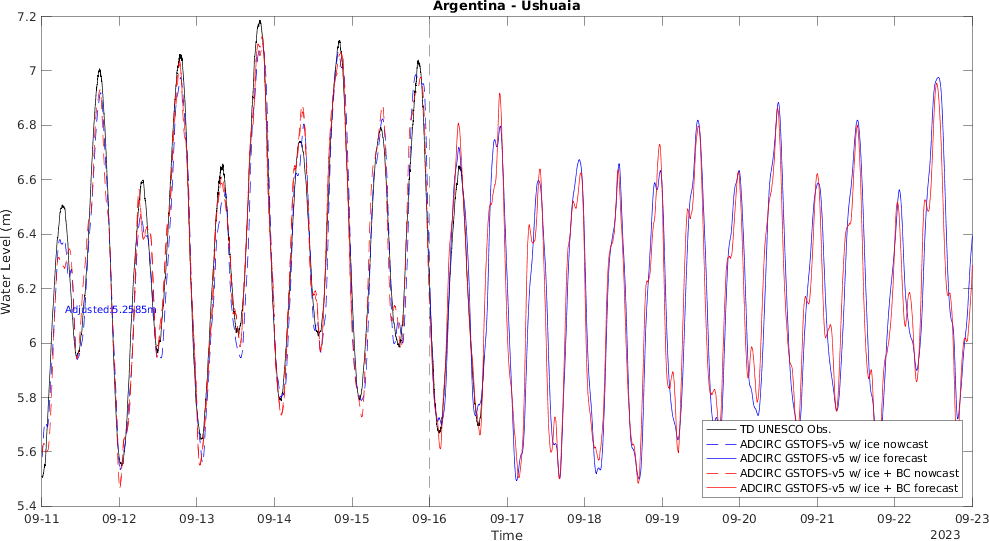 Argentina - Ushuaia
7.2
7
6.8
6.6
6.4
6.2
6
5.8
5.6
5.4
Water Level (m)
Adjusted:5.2585m
TD UNESCO Obs.
ADCIRC GSTOFS-v5 w/ ice nowcast
ADCIRC GSTOFS-v5 w/ ice forecast
ADCIRC GSTOFS-v5 w/ ice + BC nowcast
ADCIRC GSTOFS-v5 w/ ice + BC forecast
09-11 09-12 09-13 09-14 09-15 09-16 09-17 09-18 09-19 09-20 09-21 09-22 09-23
Time
2023